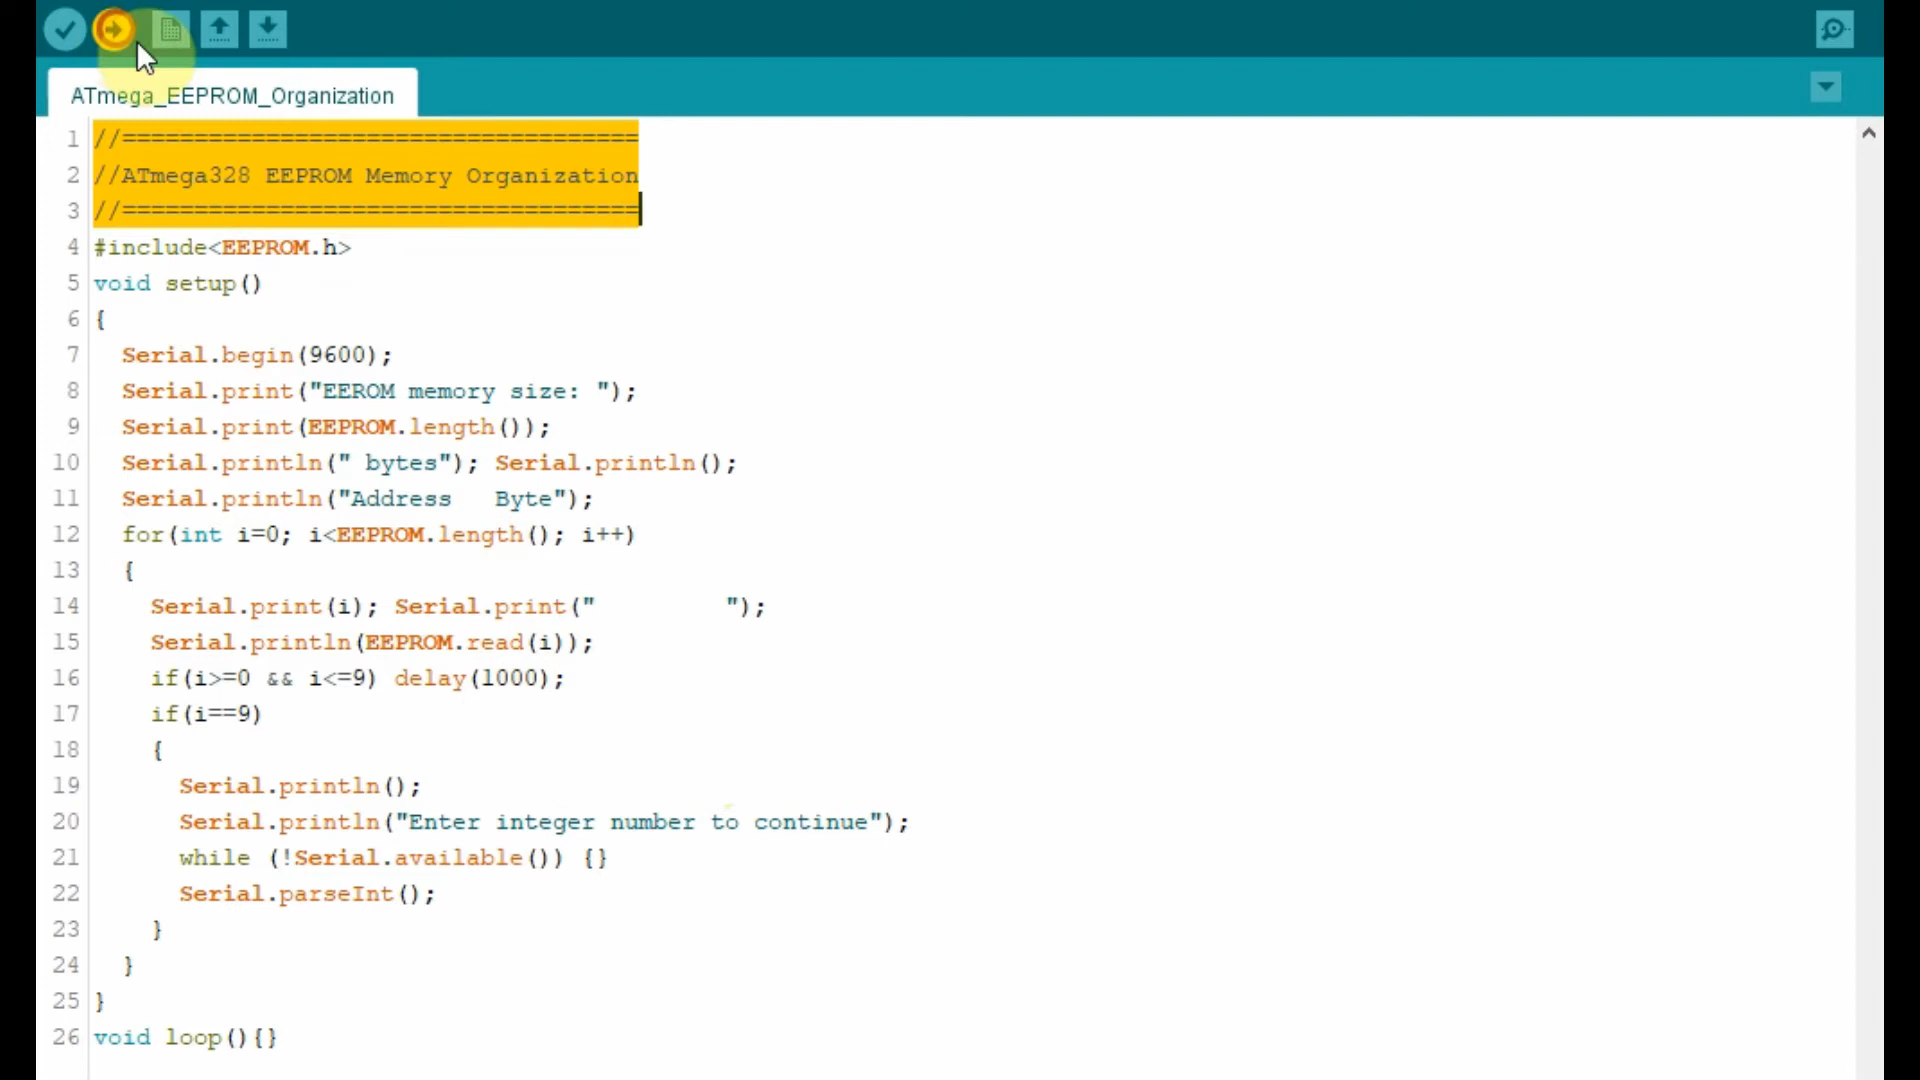 ATmega_EEPROM_Organization
1 //====================================
2 //ATmega328 EEPROM Memory Organization
3 //====================================
4 #include<EEPROM.h>
5 void setup()
6 {
7   Serial.begin(9600);
8   Serial.print("EEROM memory size: ");
9   Serial.print(EEPROM.length());
10   Serial.println(" bytes"); Serial.println();
11   Serial.println("Address   Byte");
12   for(int i=0; i<EEPROM.length(); i++)
13   {
14     Serial.print(i); Serial.print("         ");
15     Serial.println(EEPROM.read(i));
16     if(i>=0 && i<=9) delay(1000);
17     if(i==9)
18     {
19       Serial.println();
20       Serial.println("Enter integer number to continue");
21       while (!Serial.available()) {}
22       Serial.parseInt();
23     }
24   }
25 }
26 void loop(){}